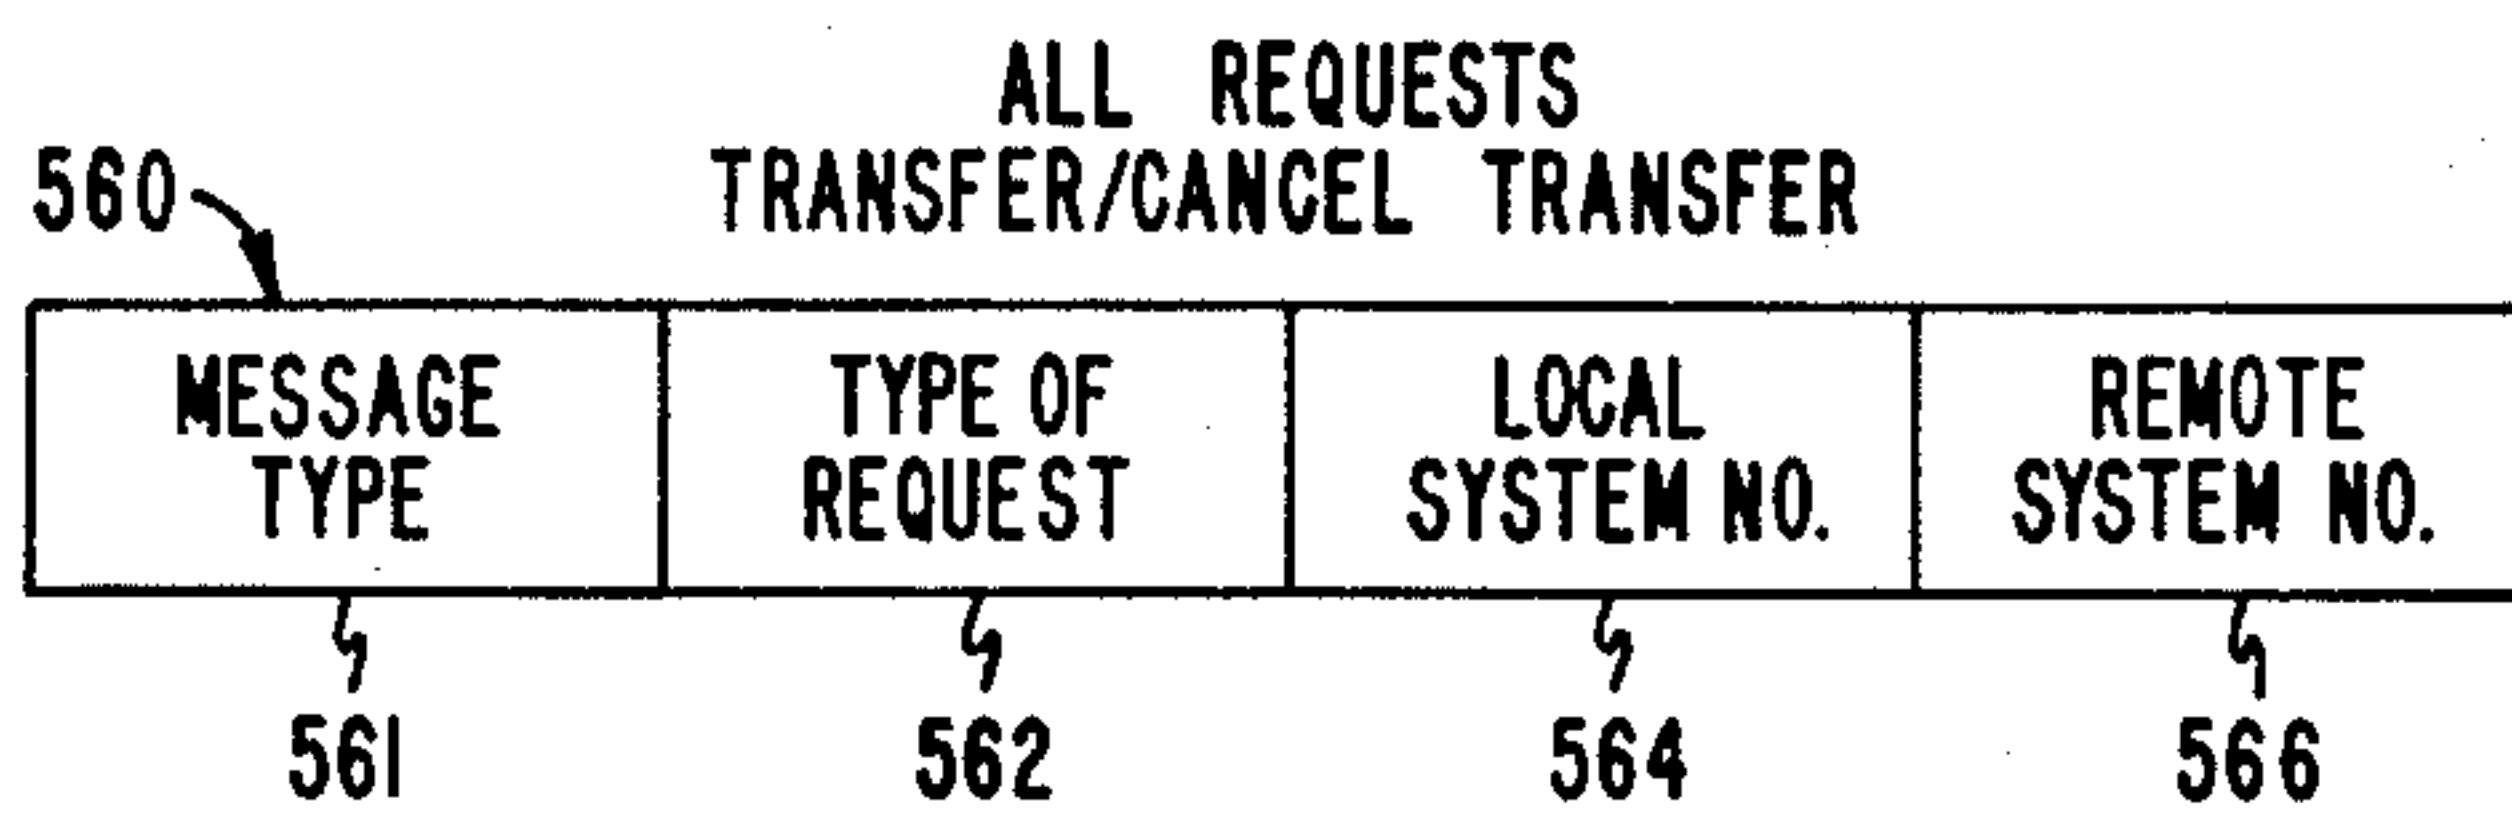 ALL REQUESTS
560
TRANSFER/CANCEL TRANSFER
MESSAGE
TYPE
TYPE OF
REQUEST
LOCAL
SYSTEM NO.
REMOTE
SYSTEM NO.
561
562
564
566